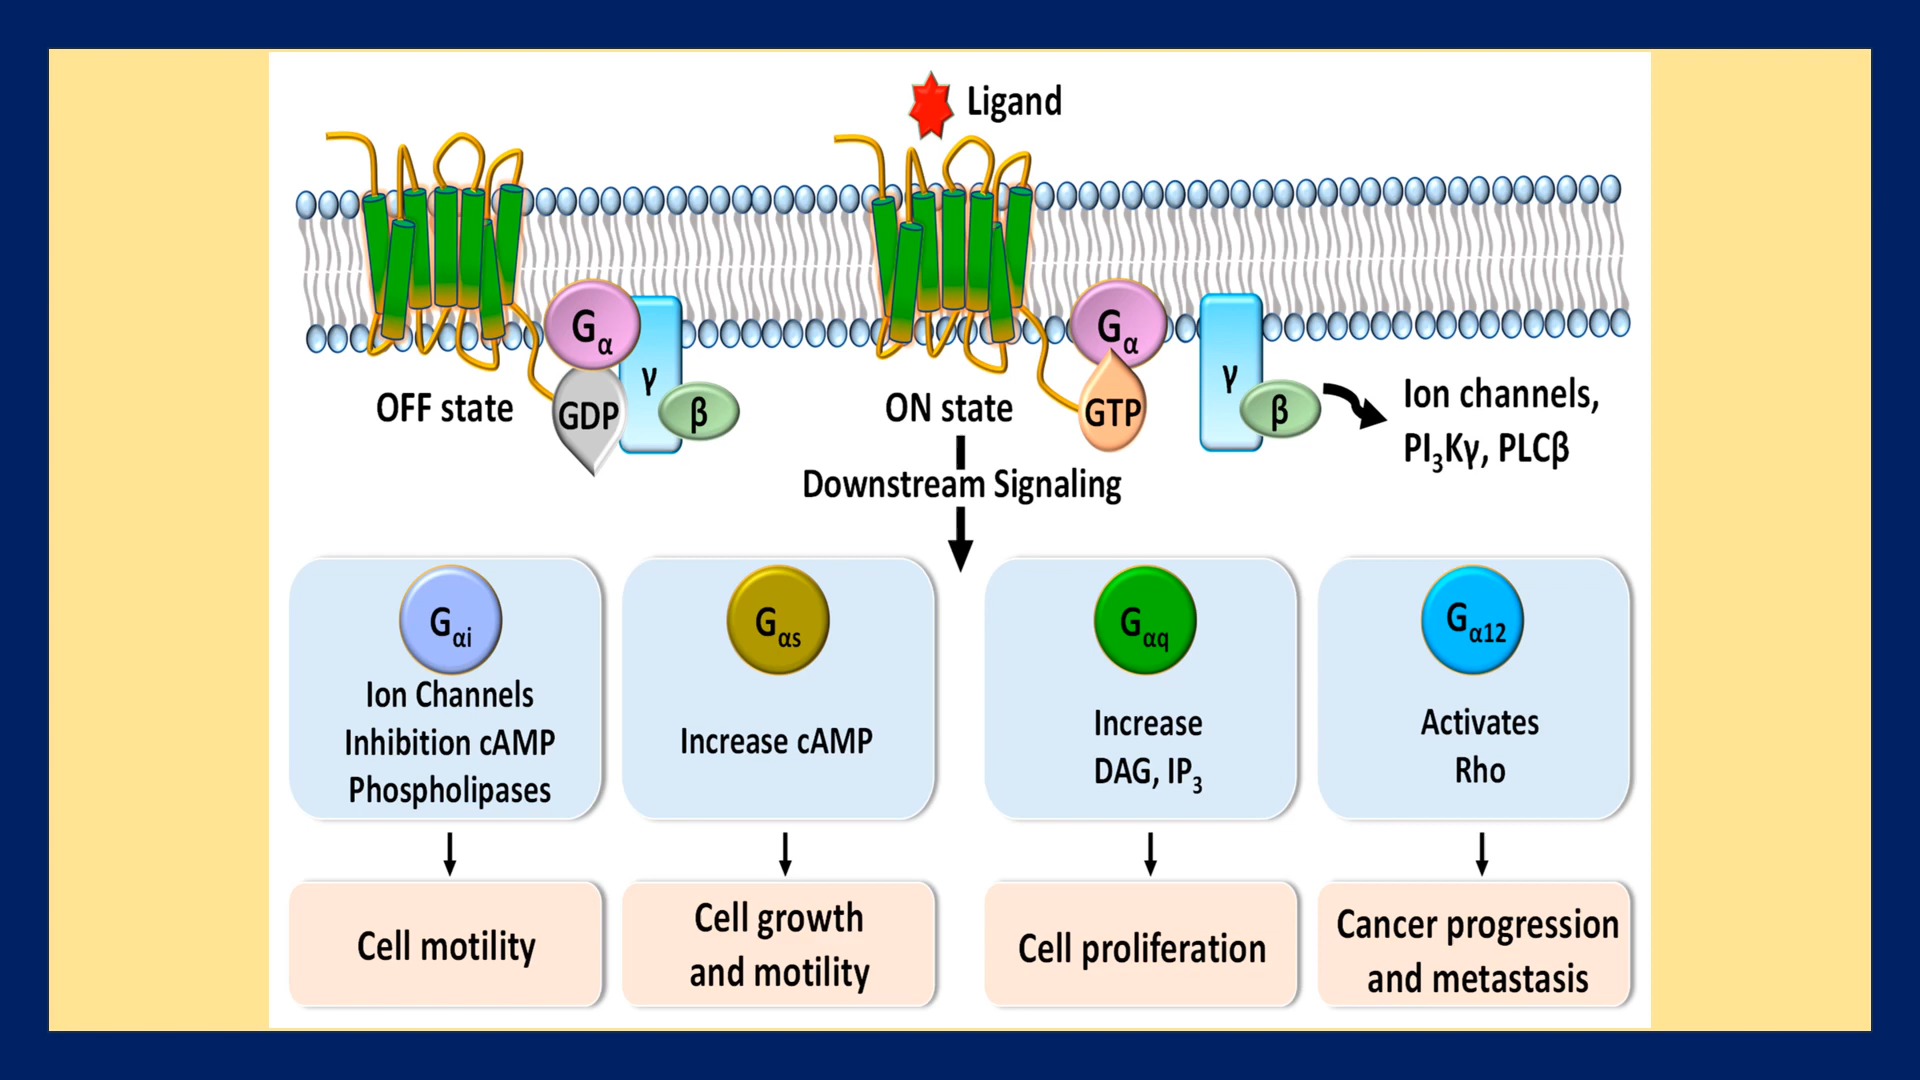 Ligand
Gα
γ
GDP
β
OFF state
Gα
γ
GTP
β
ON state
Ion channels,
PI₃Kγ, PLCβ
Downstream Signaling
Gαi
Ion Channels
Inhibition cAMP
Phospholipases
Gαs
Increase cAMP
Gαq
Increase
DAG, IP₃
Gα12
Activates
Rho
Cell motility
Cell growth
and motility
Cell proliferation
Cancer progression
and metastasis